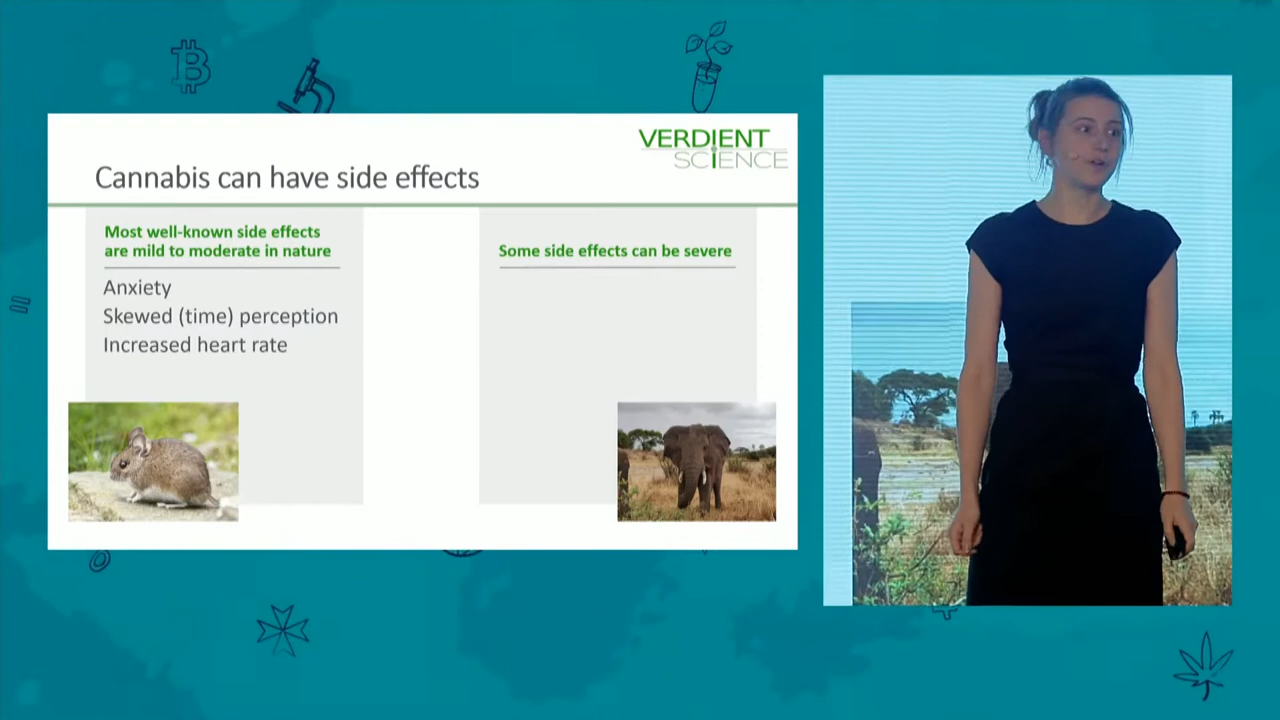 VERDIENT
SCIENCE
Cannabis can have side effects
Most well-known side effects
are mild to moderate in nature
Anxiety
Skewed (time) perception
Increased heart rate
Some side effects can be severe